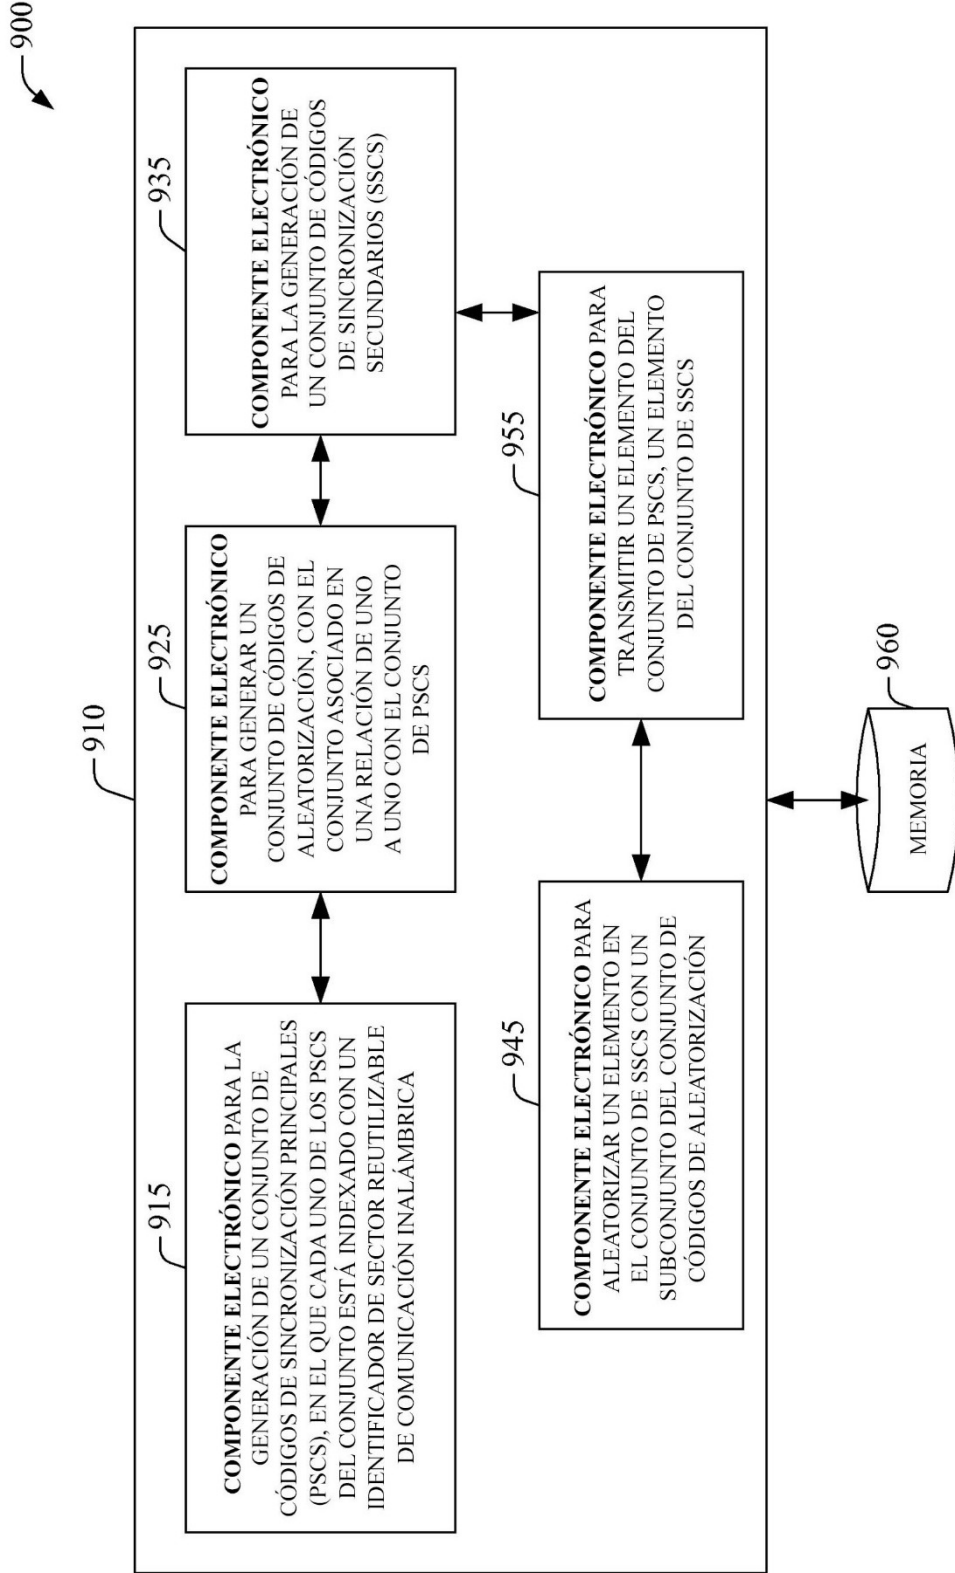 900
910
915
COMPONENTE ELECTRÓNICO PARA LA
GENERACIÓN DE UN CONJUNTO DE
CÓDIGOS DE SINCRONIZACIÓN PRINCIPALES
(PSCS), EN EL QUE CADA UNO DE LOS PSCS
DEL CONJUNTO ESTÁ INDEXADO CON UN
IDENTIFICADOR DE SECTOR REUTILIZABLE
DE COMUNICACIÓN INALÁMBRICA
925
COMPONENTE ELECTRÓNICO
PARA GENERAR UN
CONJUNTO DE CÓDIGOS DE
ALEATORIZACIÓN, CON EL
CONJUNTO ASOCIADO EN
UNA RELACIÓN DE UNO
A UNO CON EL CONJUNTO
DE PSCS
935
COMPONENTE ELECTRÓNICO
PARA LA GENERACIÓN DE
UN CONJUNTO DE CÓDIGOS
DE SINCRONIZACIÓN
SECUNDARIOS (SSCS)
945
COMPONENTE ELECTRÓNICO PARA
ALEATORIZAR UN ELEMENTO EN
EL CONJUNTO DE SSCS CON UN
SUBCONJUNTO DEL CONJUNTO DE
CÓDIGOS DE ALEATORIZACIÓN
955
COMPONENTE ELECTRÓNICO PARA
TRANSMITIR UN ELEMENTO DEL
CONJUNTO DE PSCS, UN ELEMENTO
DEL CONJUNTO DE SSCS
960
MEMORIA